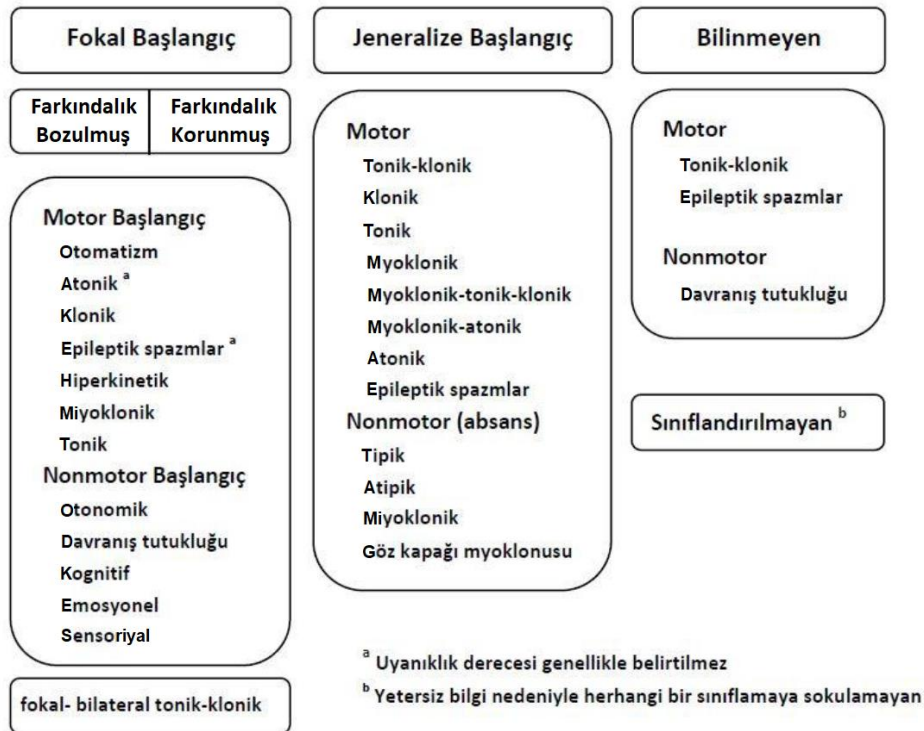 Fokal Başlangıç
Farkındalık
Bozulmuş
Farkındalık
Korunmuş
Motor Başlangıç
Otomatizm
Atonik a
Klonik
Epileptik spazmlar a
Hiperkinetik
Miyoklonik
Tonik
Nonmotor Başlangıç
Otonomik
Davranış tutukluğu
Kognitif
Emosyonel
Sensoriyal
fokal- bilateral tonik-klonik
Jeneralize Başlangıç
Motor
Tonik-klonik
Klonik
Tonik
Myoklonik
Myoklonik-tonik-klonik
Myoklonik-atonik
Atonik
Epileptik spazmlar
Nonmotor (absans)
Tipik
Atipik
Miyoklonik
Göz kapağı myoklonusu
Bilinmeyen
Motor
Tonik-klonik
Epileptik spazmlar
Nonmotor
Davranış tutukluğu
Sınıflandırılmayan b
a Uyanıklık derecesi genellikle belirtilmez
b Yetersiz bilgi nedeniyle herhangi bir sınıflamaya sokulamayan